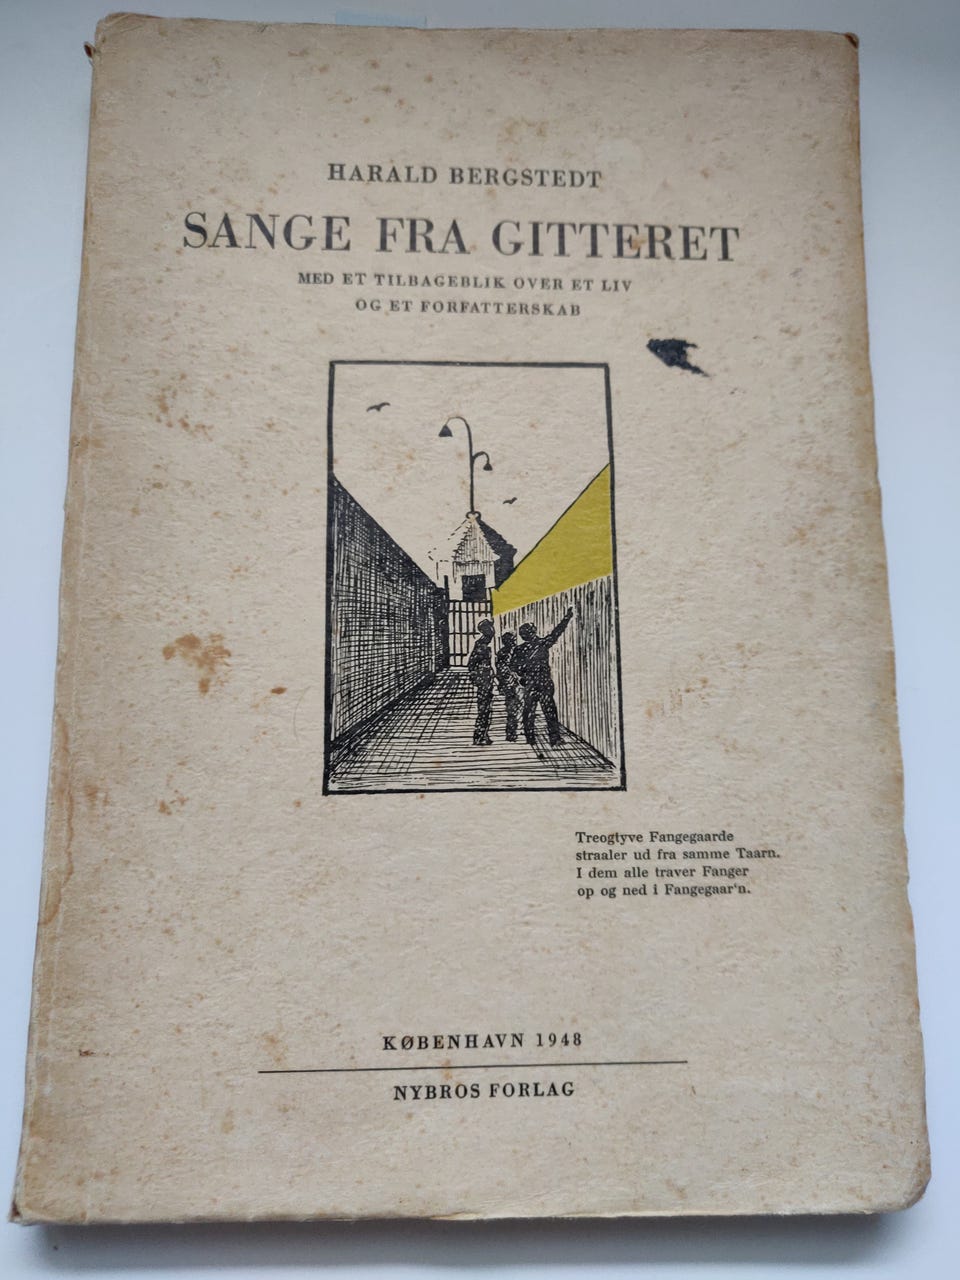 HARALD BERGSTEDT
SANGE FRA GITTERET
MED ET TILBAGEBLIK OVER ET LIV
OG ET FORFATTERSKAB
Treogtyve Fangegaarde
straaler ud fra samme Taarn.
I dem alle traver Fanger
op og ned i Fangegaar‘n.
KØBENHAVN 1948
NYBROS FORLAG